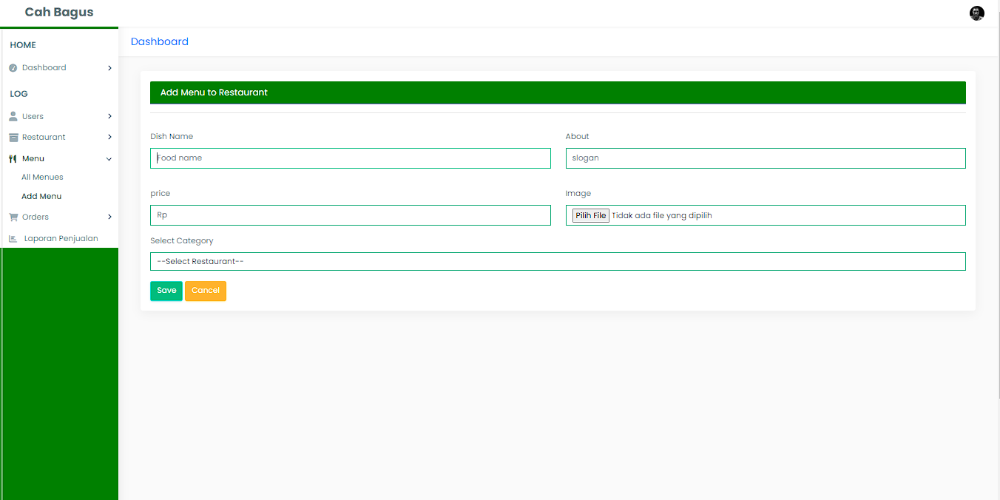 Cah Bagus
HOME
Dashboard
LOG
Users
Restaurant
Menu
All Menues
Add Menu
Orders
Laporan Penjualan
Dashboard
Add Menu to Restaurant
Dish Name
About
Food name
slogan
price
Image
Rp
Pilih File Tidak ada file yang dipilih
Select Category
--Select Restaurant--
Save Cancel